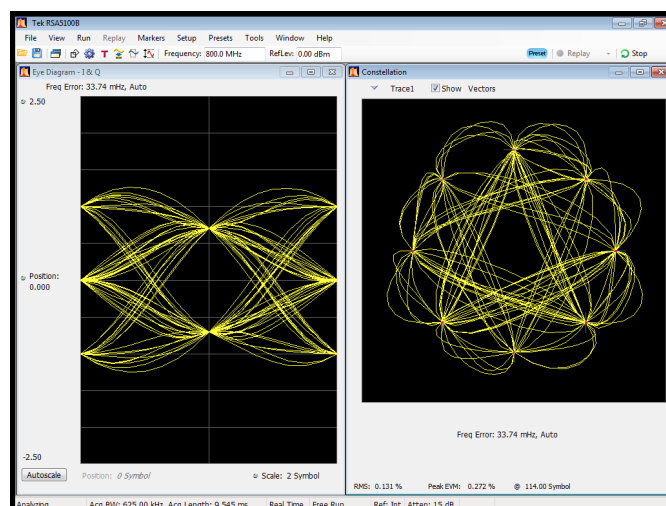 Tek RSA5100B
File View Run Replay Markers Setup Presets Tools Window Help
T Frequency: 800.0 MHz RefLev: 0.00 dBm Preset Replay Stop
Eye Diagram - I & Q
Freq Error: 33.74 mHz, Auto
2.50
Position:
0.000
-2.50
Autoscale Position: 0 Symbol Scale: 2 Symbol
Constellation
Trace1 Show Vectors
Freq Error: 33.74 mHz, Auto
RMS: 0.131 % Peak EVM: 0.272 % @ 114.00 Symbol
Analyzing Acq BW: 625.00 kHz, Acq Length: 9.545 ms Real Time Free Run Ref: Int Atten: 15 dB